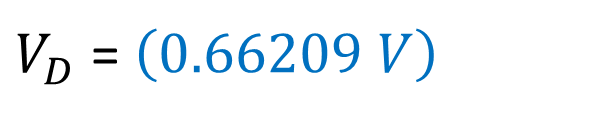 V_D = (0.66209 V)